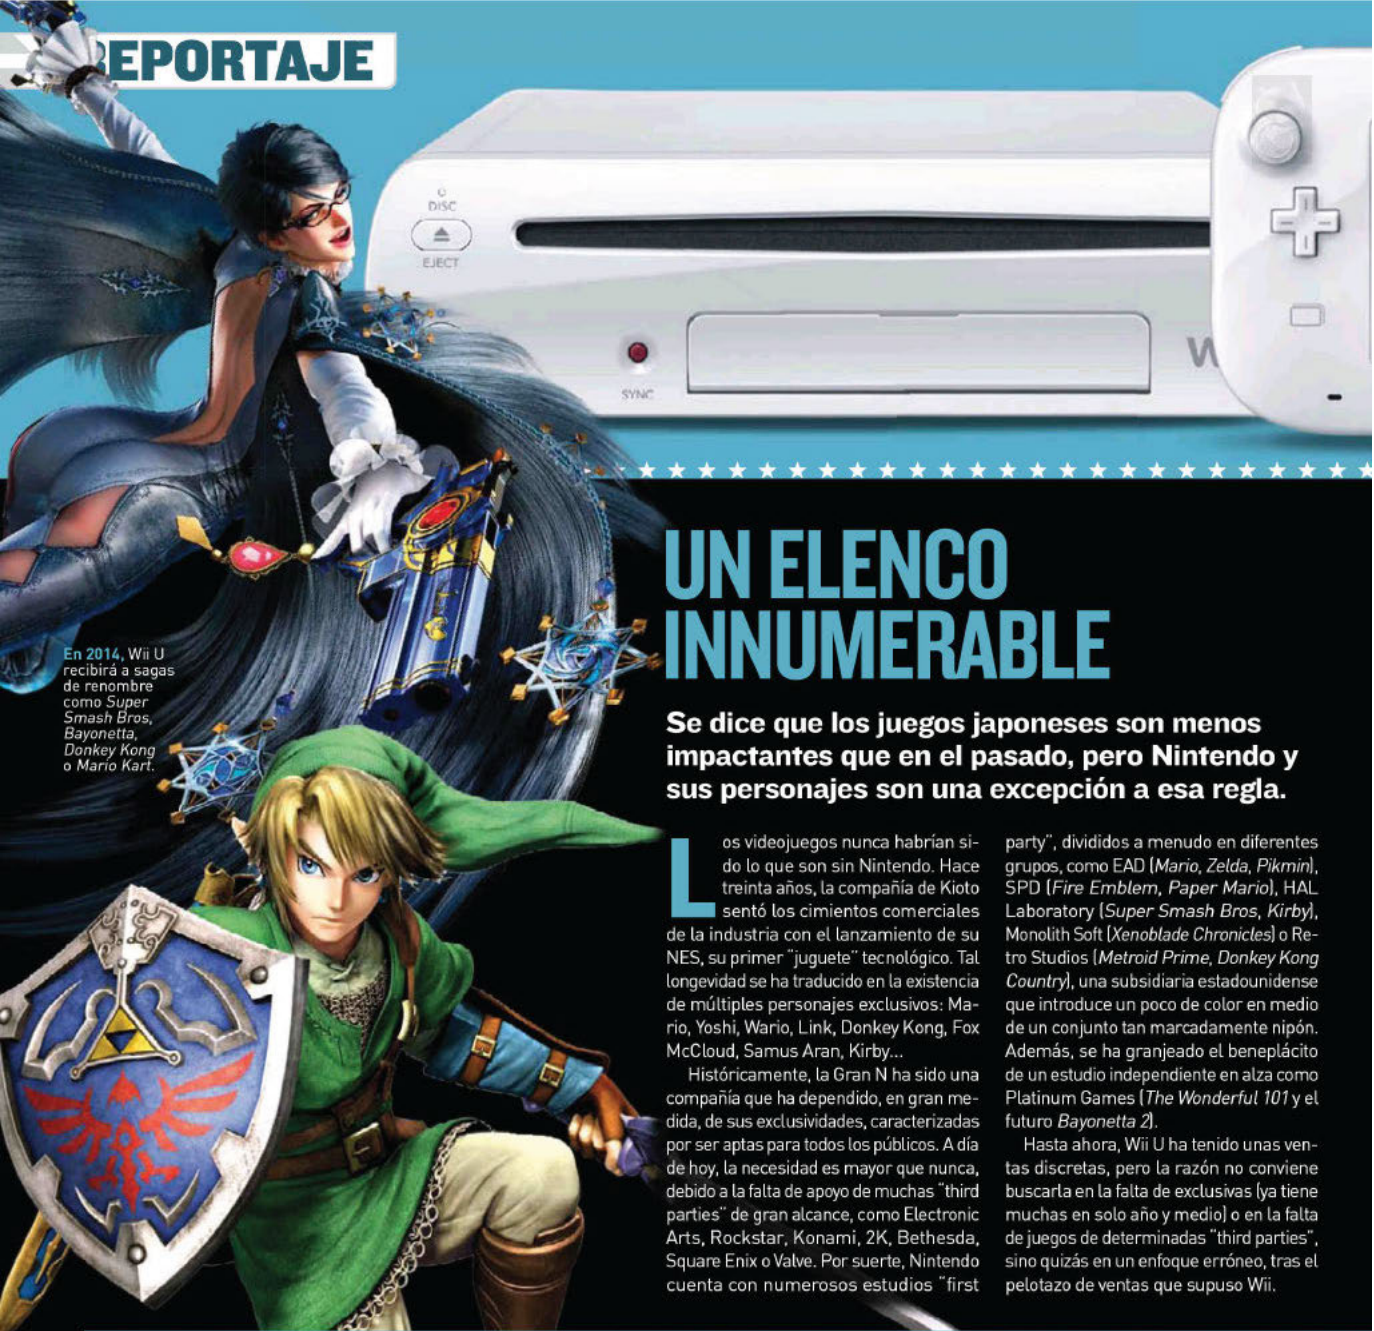 REPORTAJE
DISC
EJECT
SYNC
W
UN ELENCO
INNUMERABLE
Se dice que los juegos japoneses son menos
impactantes que en el pasado, pero Nintendo y
sus personajes son una excepción a esa regla.
En 2014, Wii U
recibirá a sagas
de renombre
como Super
Smash Bros,
Bayonetta,
Donkey Kong
o Mario Kart.
Los videojuegos nunca habrían si-
do lo que son sin Nintendo. Hace
treinta años, la compañía de Kioto
sentó los cimientos comerciales
de la industria con el lanzamiento de su
NES, su primer “juguete” tecnológico. Tal
longevidad se ha traducido en la existencia
de múltiples personajes exclusivos: Ma-
rio, Yoshi, Wario, Link, Donkey Kong, Fox
McCloud, Samus Aran, Kirby...
Históricamente, la Gran N ha sido una
compañía que ha dependido, en gran me-
dida, de sus exclusividades, caracterizadas
por ser aptas para todos los públicos. A día
de hoy, la necesidad es mayor que nunca,
debido a la falta de apoyo de muchas “third
parties” de gran alcance, como Electronic
Arts, Rockstar, Konami, 2K, Bethesda,
Square Enix o Valve. Por suerte, Nintendo
cuenta con numerosos estudios “first
party”, divididos a menudo en diferentes
grupos, como EAD (Mario, Zelda, Pikmin),
SPD (Fire Emblem, Paper Mario), HAL
Laboratory (Super Smash Bros, Kirby),
Monolith Soft (Xenoblade Chronicles) o Re-
tro Studios (Metroid Prime, Donkey Kong
Country), una subsidiaria estadounidense
que introduce un poco de color en medio
de un conjunto tan marcadamente nipón.
Además, se ha granjeado el beneplácito
de un estudio independiente en alza como
Platinum Games (The Wonderful 101 y el
futuro Bayonetta 2).
Hasta ahora, Wii U ha tenido unas ven-
tas discretas, pero la razón no conviene
buscarla en la falta de exclusivas (ya tiene
muchas en solo año y medio) o en la falta
de juegos de determinadas “third parties”,
sino quizás en un enfoque erróneo, tras el
pelotazo de ventas que supuso Wii.